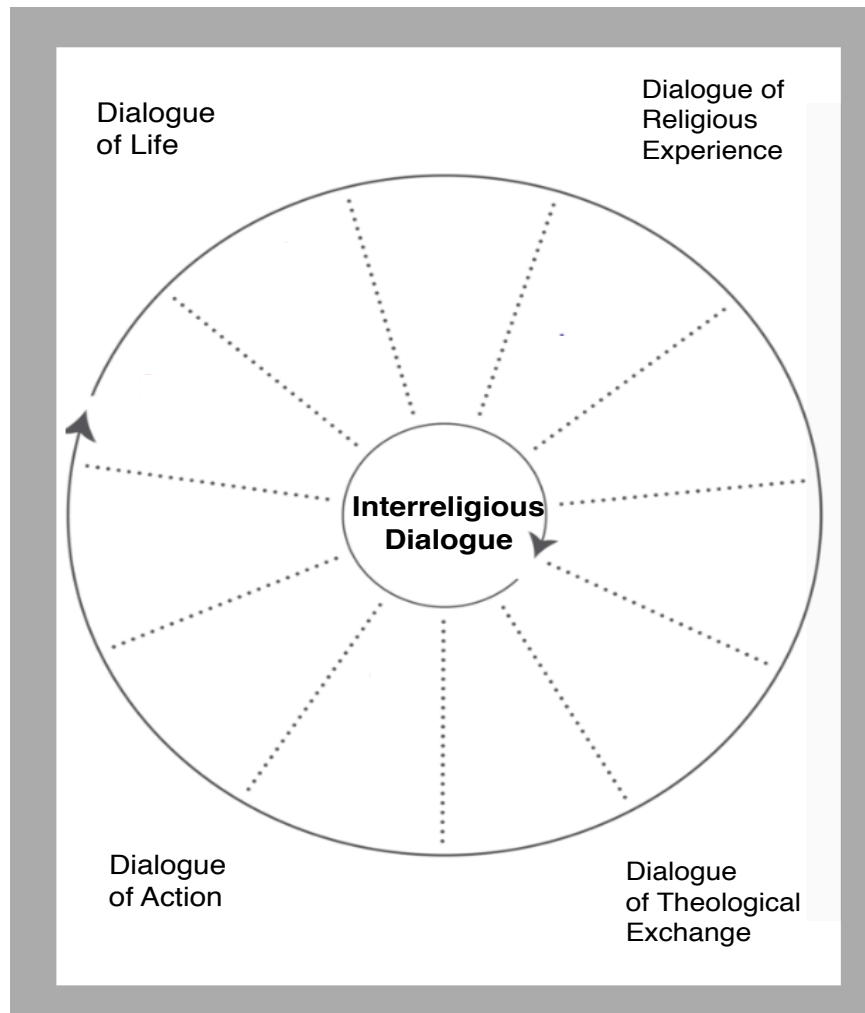 Dialogue
of Life
Dialogue of
Religious
Experience
Interreligious
Dialogue
Dialogue
of Action
Dialogue
of Theological
Exchange